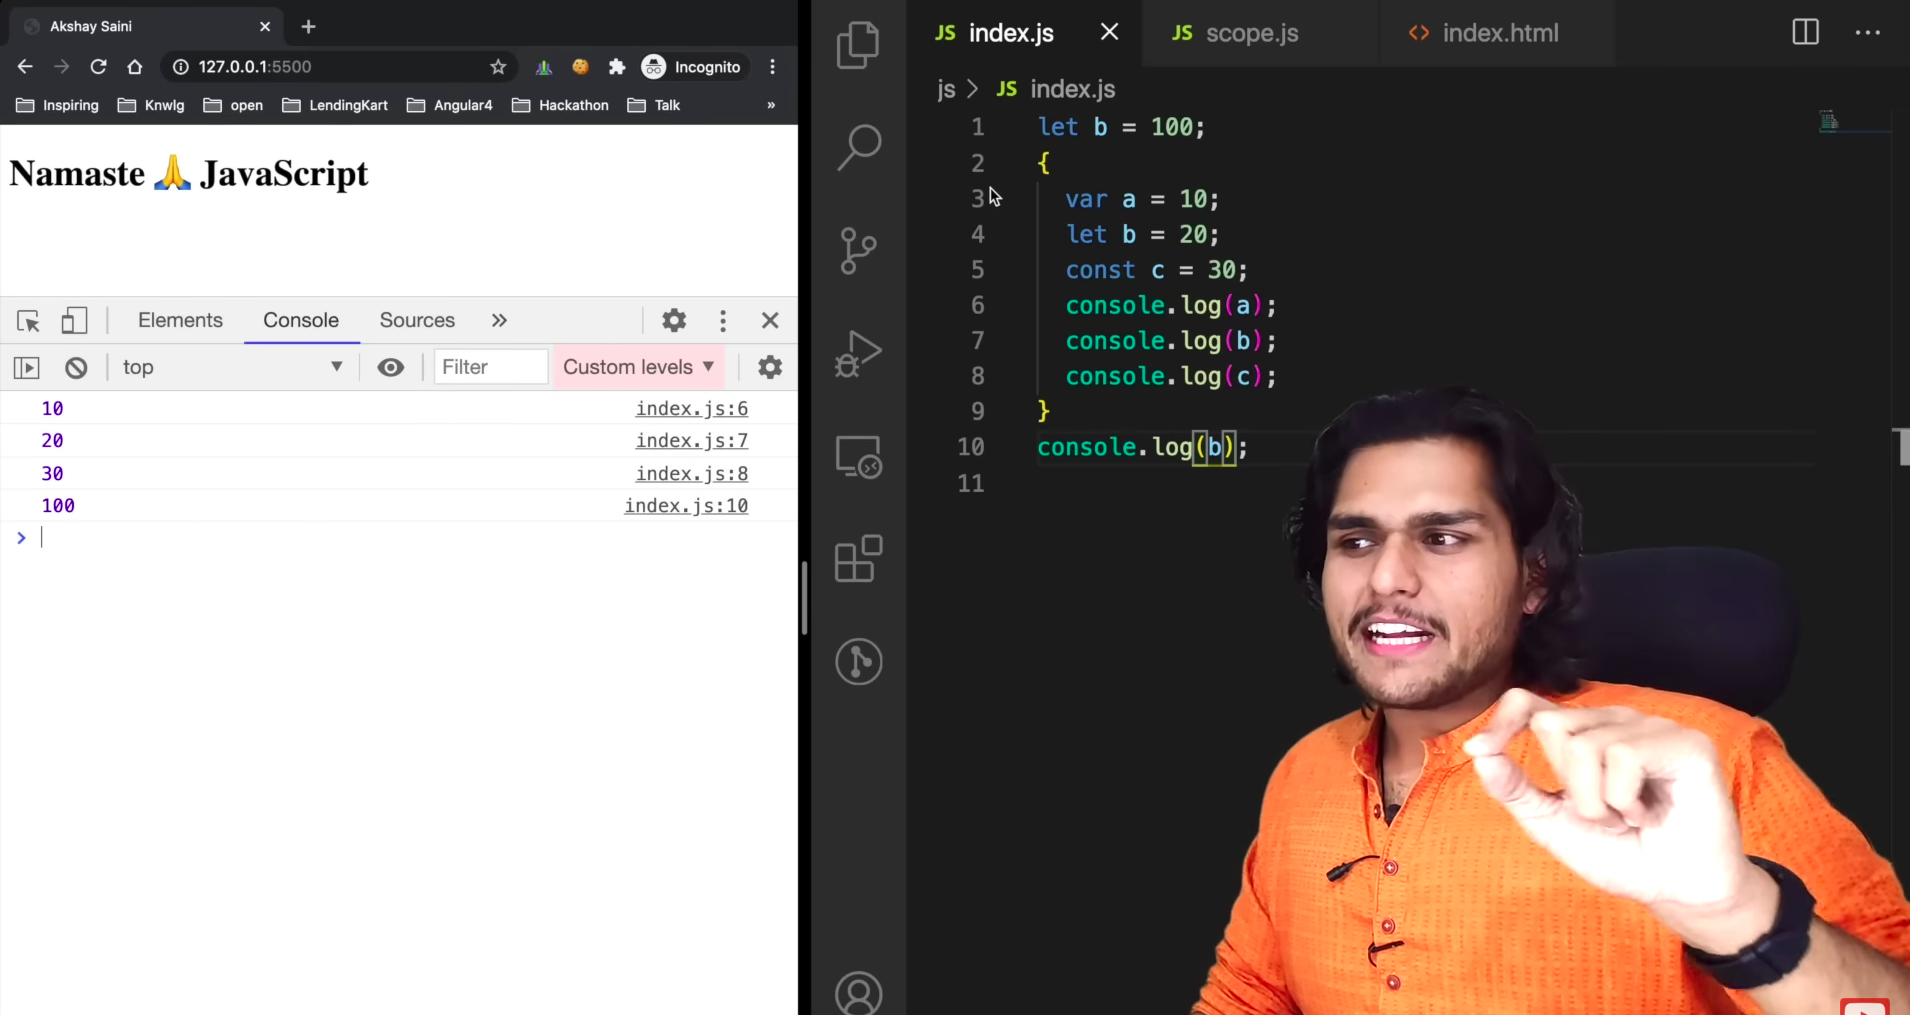 Akshay Saini
127.0.0.1:5500
Incognito
Inspiring Knwlg open LendingKart Angular4 Hackathon Talk »
Namaste 🙏 JavaScript
Elements Console Sources »
top Filter Custom levels
10 index.js:6
20 index.js:7
30 index.js:8
100 index.js:10
>
JS index.js JS scope.js <> index.html
js > JS index.js
1 let b = 100;
2 {
3 var a = 10;
4 let b = 20;
5 const c = 30;
6 console.log(a);
7 console.log(b);
8 console.log(c);
9 }
10 console.log(b);
11